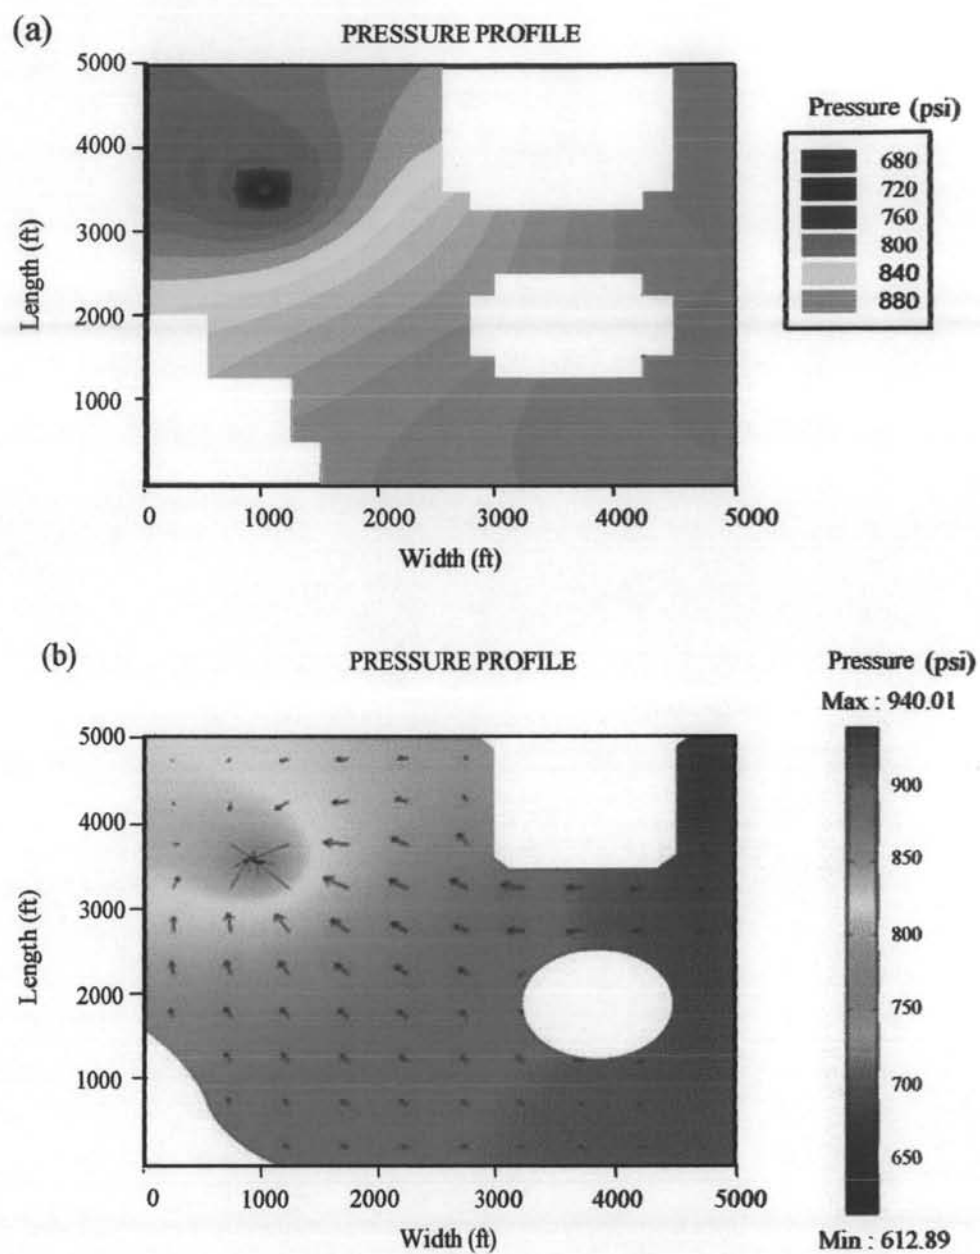 (a)
PRESSURE PROFILE
5000
4000
3000
2000
1000
Length (ft)
0 1000 2000 3000 4000 5000
Width (ft)
Pressure (psi)
680
720
760
800
840
880
(b)
PRESSURE PROFILE
5000
4000
3000
2000
1000
Length (ft)
0 1000 2000 3000 4000 5000
Width (ft)
Pressure (psi)
Max : 940.01
900
850
800
750
700
650
Min : 612.89